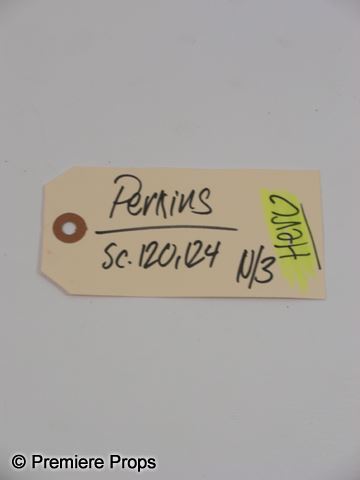 Perkins
Sc. 120, 124
N/3
Hero
© Premiere Props